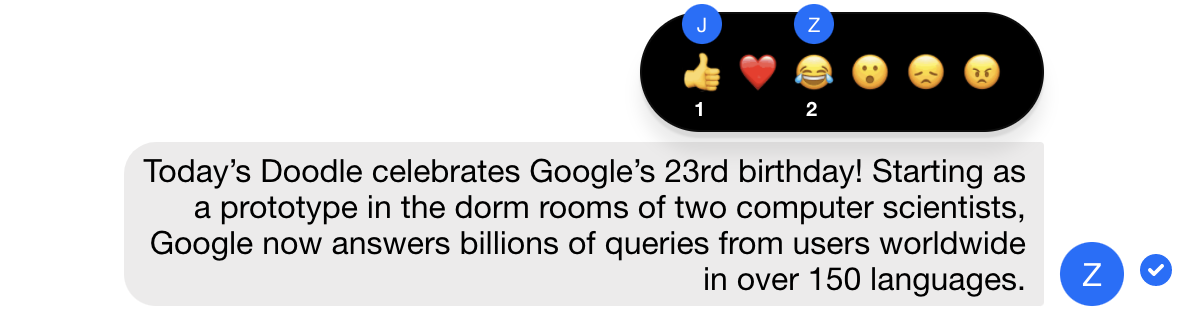 J Z
👍 ❤️ 😂 😮 😞 😠
1 2
Today’s Doodle celebrates Google’s 23rd birthday! Starting as
a prototype in the dorm rooms of two computer scientists,
Google now answers billions of queries from users worldwide
in over 150 languages.
Z